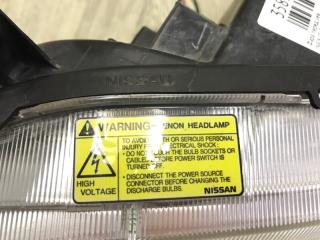 NISSAN
358
WARNING - XENON HEADLAMP
TO AVOID DEATH OR SERIOUS PERSONAL
INJURY FROM ELECTRICAL SHOCK:
• DO NOT TOUCH THE BULB SOCKETS OR
CABLES BEFORE POWER SWITCH IS
TURNED OFF.
• DISCONNECT THE POWER SOURCE
CONNECTOR BEFORE CHANGING THE
DISCHARGE BULBS.
HIGH
VOLTAGE
NISSAN